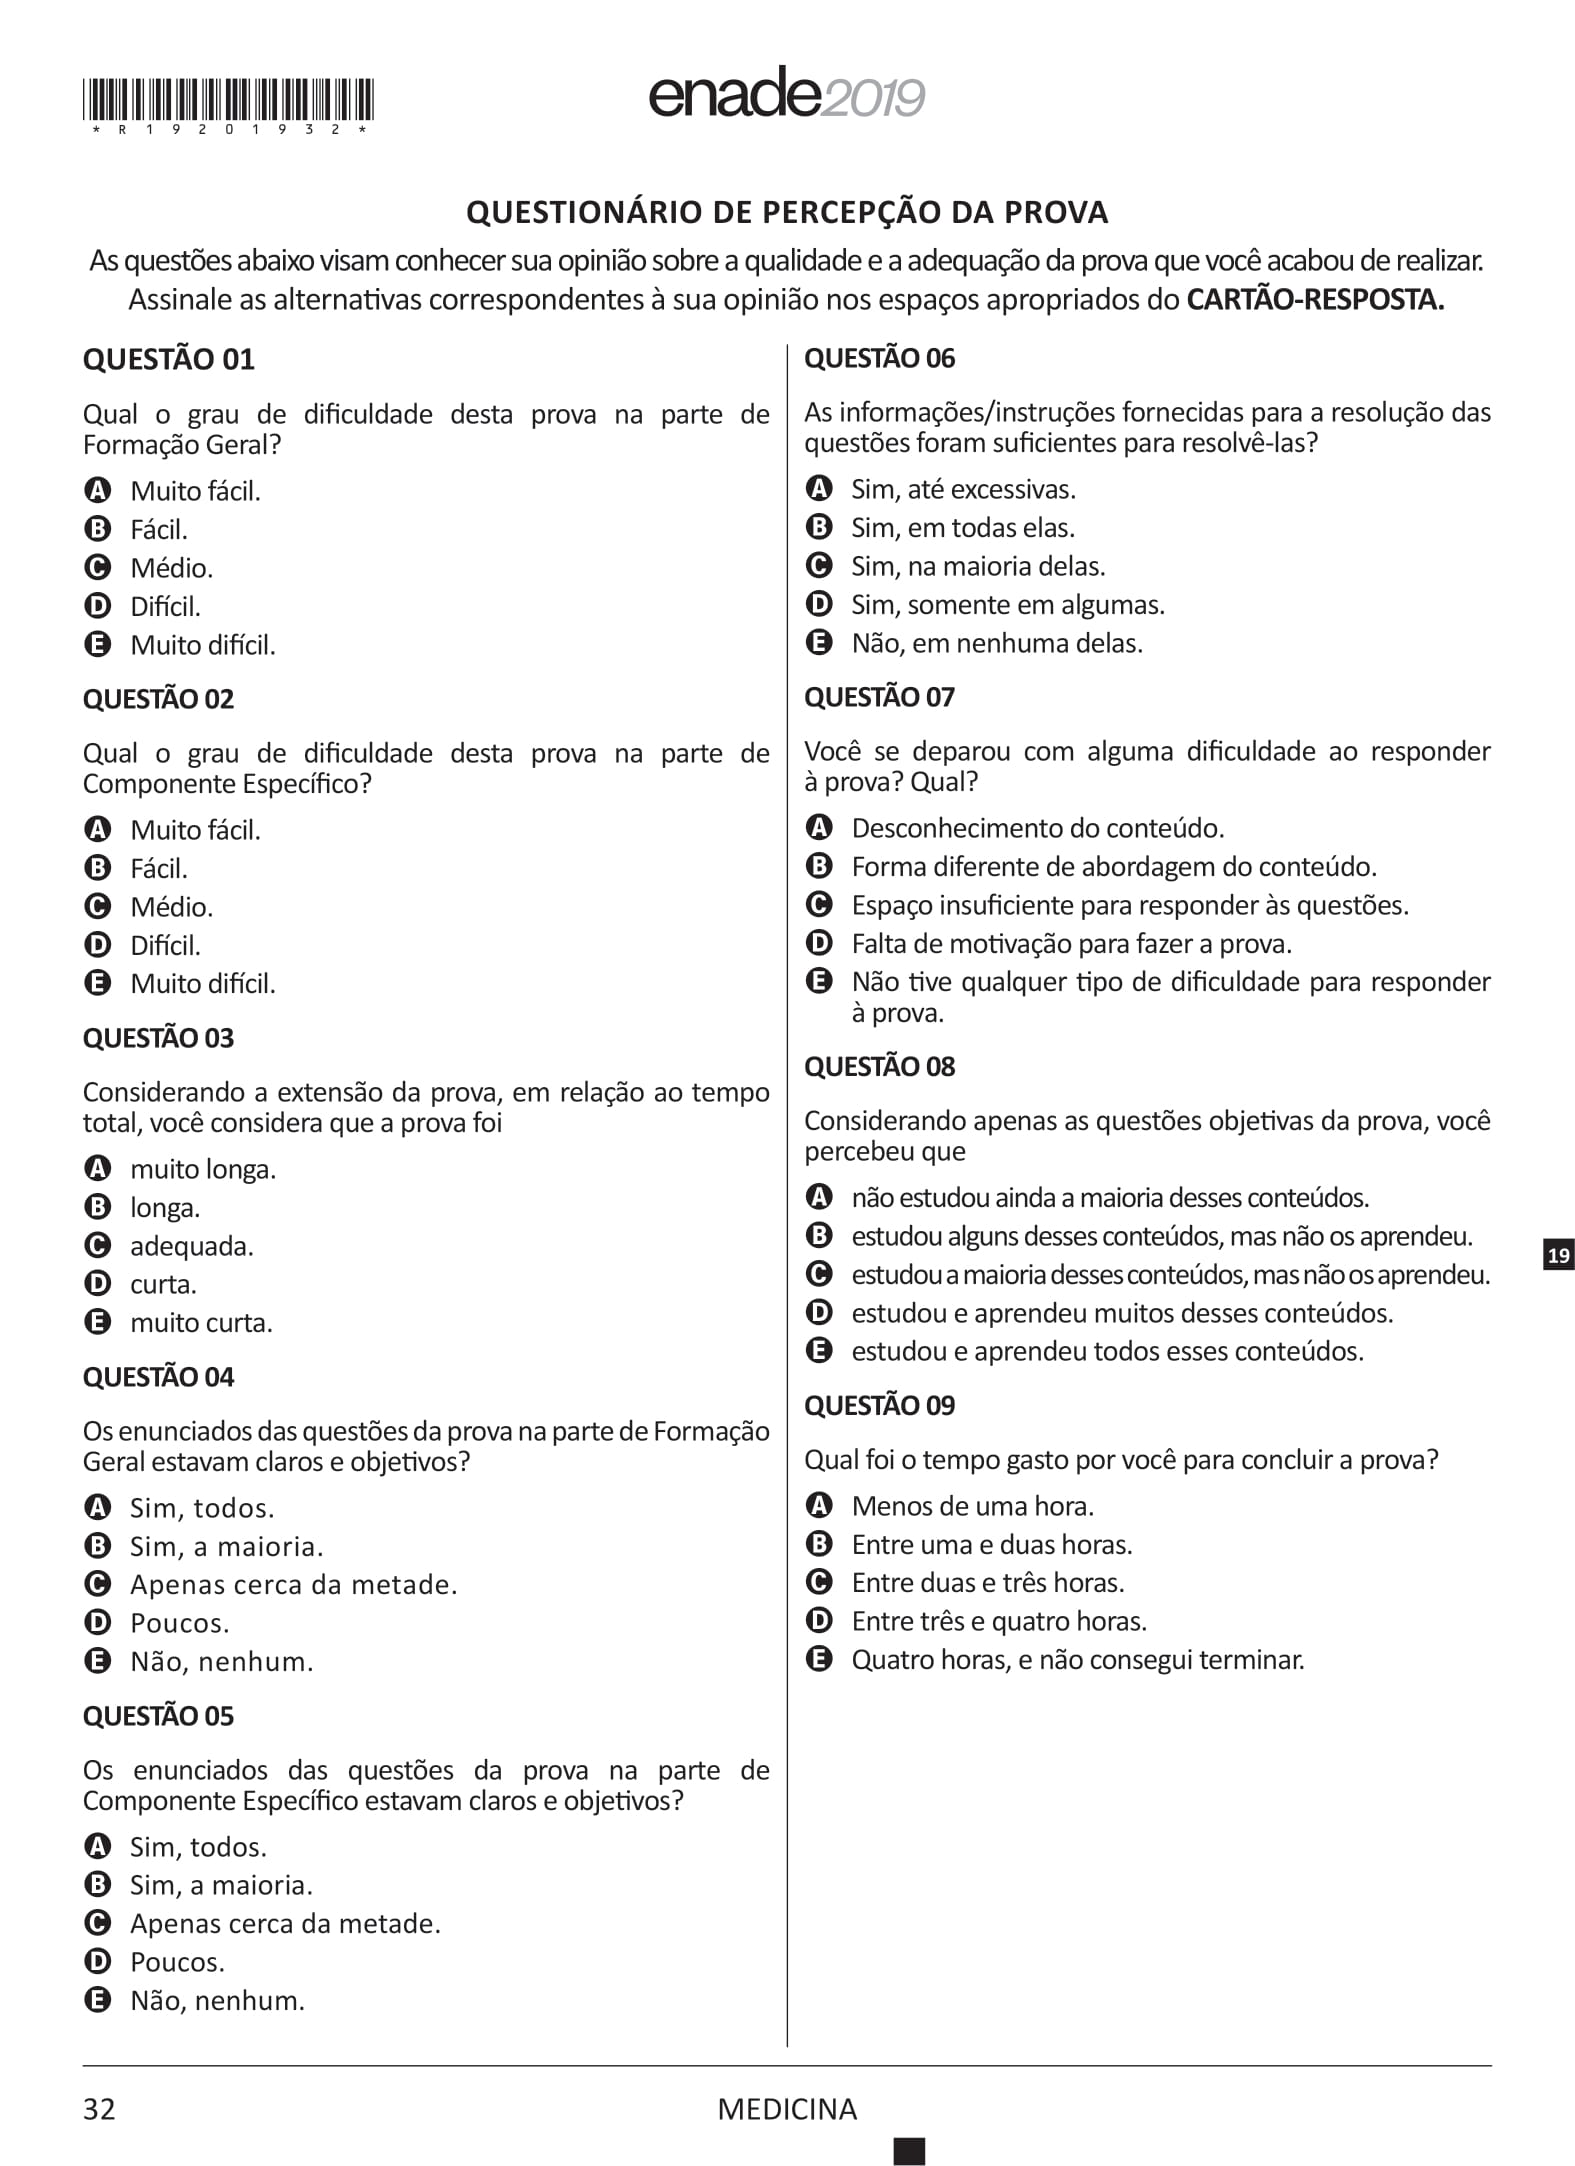 *R19201932*
enade2019
QUESTIONÁRIO DE PERCEPÇÃO DA PROVA
As questões abaixo visam conhecer sua opinião sobre a qualidade e a adequação da prova que você acabou de realizar.
Assinale as alternativas correspondentes à sua opinião nos espaços apropriados do CARTÃO-RESPOSTA.
QUESTÃO 01
Qual o grau de dificuldade desta prova na parte de
Formação Geral?
A Muito fácil.
B Fácil.
C Médio.
D Difícil.
E Muito difícil.
QUESTÃO 02
Qual o grau de dificuldade desta prova na parte de
Componente Específico?
A Muito fácil.
B Fácil.
C Médio.
D Difícil.
E Muito difícil.
QUESTÃO 03
Considerando a extensão da prova, em relação ao tempo
total, você considera que a prova foi
A muito longa.
B longa.
C adequada.
D curta.
E muito curta.
QUESTÃO 04
Os enunciados das questões da prova na parte de Formação
Geral estavam claros e objetivos?
A Sim, todos.
B Sim, a maioria.
C Apenas cerca da metade.
D Poucos.
E Não, nenhum.
QUESTÃO 05
Os enunciados das questões da prova na parte de
Componente Específico estavam claros e objetivos?
A Sim, todos.
B Sim, a maioria.
C Apenas cerca da metade.
D Poucos.
E Não, nenhum.
QUESTÃO 06
As informações/instruções fornecidas para a resolução das
questões foram suficientes para resolvê-las?
A Sim, até excessivas.
B Sim, em todas elas.
C Sim, na maioria delas.
D Sim, somente em algumas.
E Não, em nenhuma delas.
QUESTÃO 07
Você se deparou com alguma dificuldade ao responder
à prova? Qual?
A Desconhecimento do conteúdo.
B Forma diferente de abordagem do conteúdo.
C Espaço insuficiente para responder às questões.
D Falta de motivação para fazer a prova.
E Não tive qualquer tipo de dificuldade para responder
à prova.
QUESTÃO 08
Considerando apenas as questões objetivas da prova, você
percebeu que
A não estudou ainda a maioria desses conteúdos.
B estudou alguns desses conteúdos, mas não os aprendeu.
C estudou a maioria desses conteúdos, mas não os aprendeu.
D estudou e aprendeu muitos desses conteúdos.
E estudou e aprendeu todos esses conteúdos.
QUESTÃO 09
Qual foi o tempo gasto por você para concluir a prova?
A Menos de uma hora.
B Entre uma e duas horas.
C Entre duas e três horas.
D Entre três e quatro horas.
E Quatro horas, e não consegui terminar.
19
32
MEDICINA